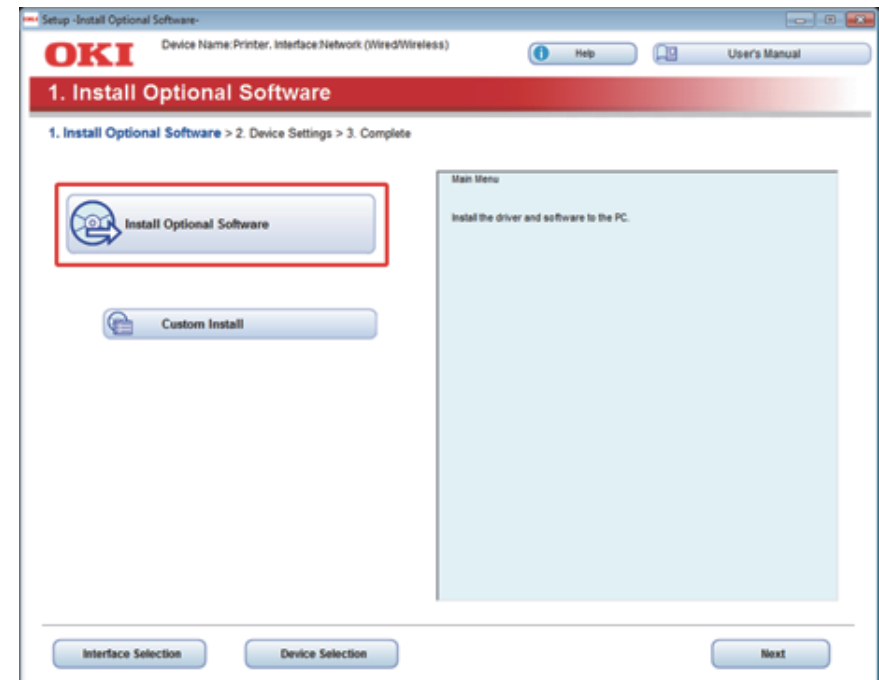 Setup -Install Optional Software-
OKI
Device Name:Printer, Interface:Network (Wired/Wireless)
Help
User's Manual
1. Install Optional Software
1. Install Optional Software > 2. Device Settings > 3. Complete
Main Menu
Install Optional Software
Install the driver and software to the PC.
Custom Install
Interface Selection
Device Selection
Next